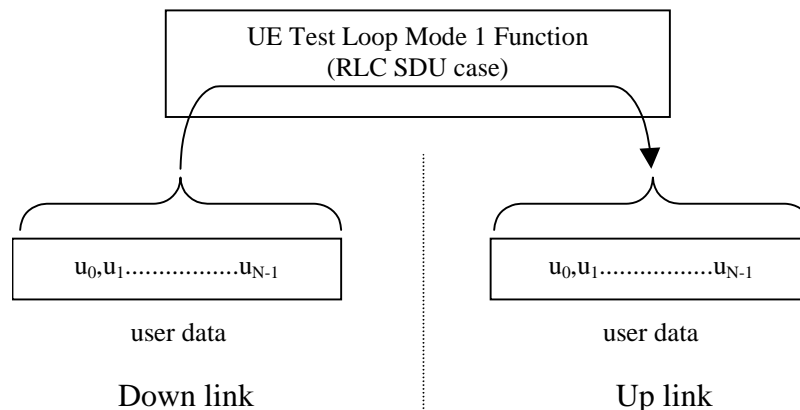 UE Test Loop Mode 1 Function
(RLC SDU case)
u0,u1.................uN-1
u0,u1.................uN-1
user data
user data
Down link
Up link